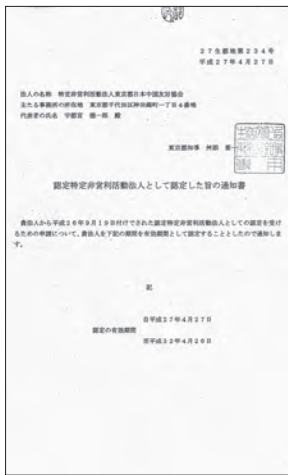 27生都地第234号
平成27年4月27日
法人の名称 特定非営利活動法人東京都日本中国友好協会
主たる事務所の所在地 東京都千代田区神田錦町一丁目4番地
代表者の氏名 宇都宮 徳一郎 殿
東京都知事 舛添 要一
認定特定非営利活動法人として認定した旨の通知書
貴法人から平成26年9月19日付けでされた認定特定非営利活動法人としての認定を受け
るための申請について、貴法人を下記の期間を有効期間として認定することとしたので通知しま
す。
記
自平成27年4月27日
認定の有効期間
至平成32年4月26日